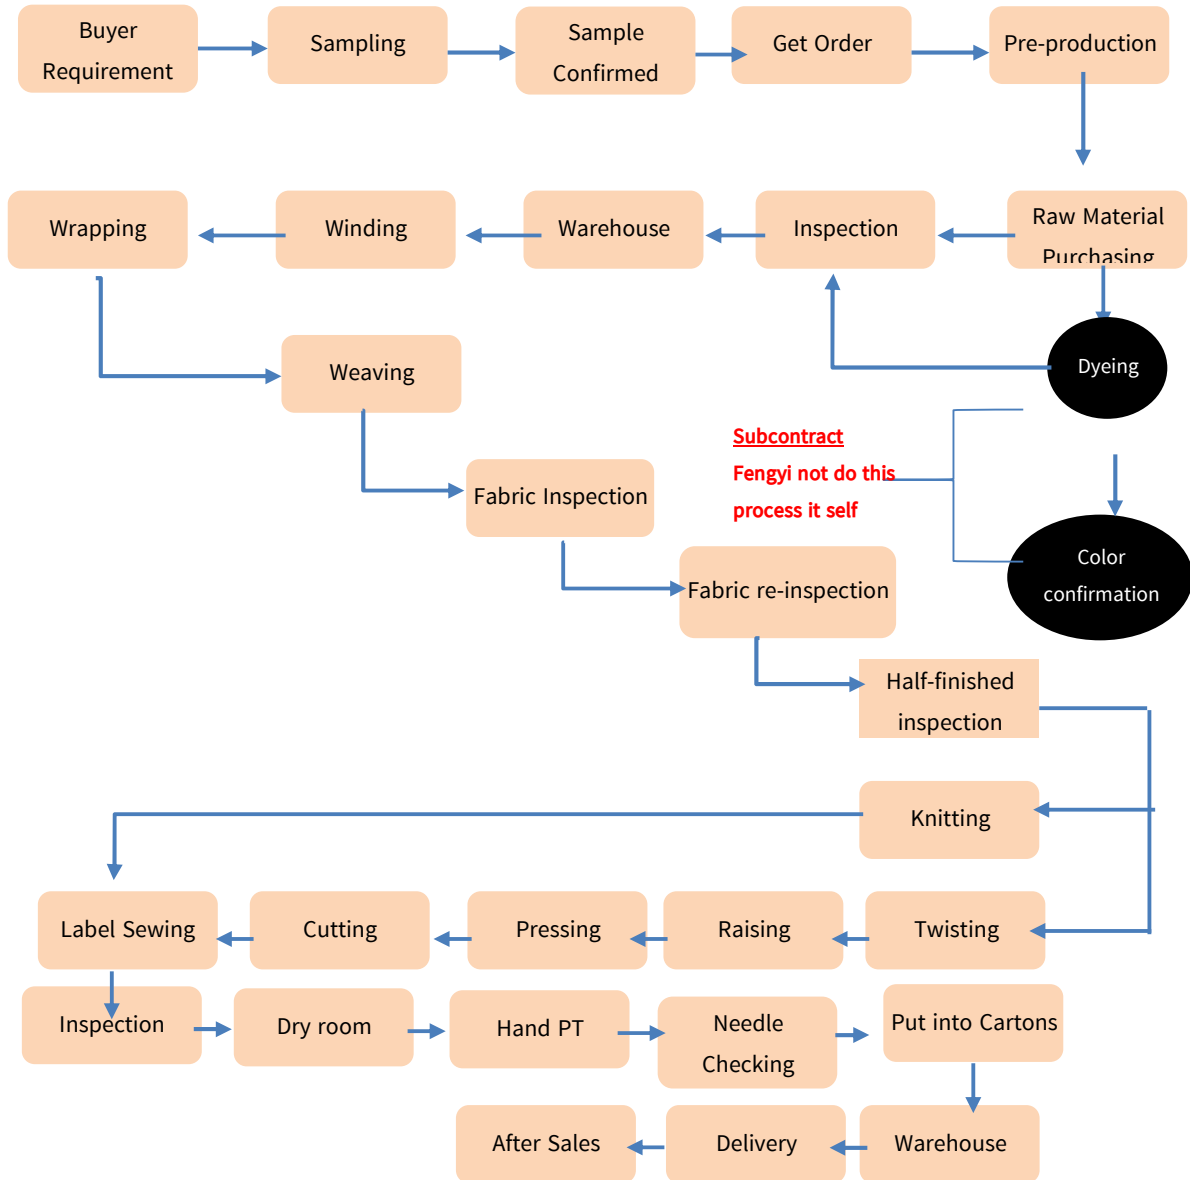 Buyer
Requirement
Sampling
Sample
Confirmed
Get Order
Pre-production
Wrapping
Winding
Warehouse
Inspection
Raw Material
Purchasing
Weaving
Dyeing
Subcontract
Fengyi not do this
process it self
Fabric Inspection
Color
confirmation
Fabric re-inspection
Half-finished
inspection
Knitting
Label Sewing
Cutting
Pressing
Raising
Twisting
Inspection
Dry room
Hand PT
Needle
Checking
Put into Cartons
After Sales
Delivery
Warehouse